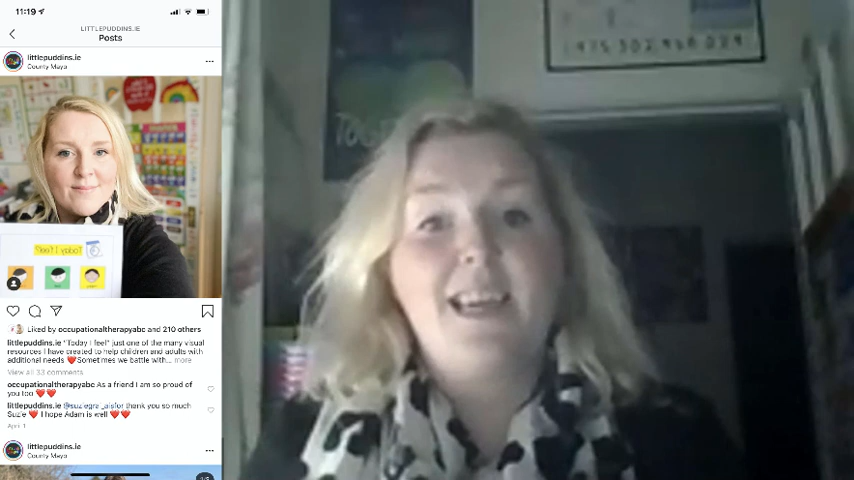 11:19
LITTLEPUDDINS.IE
Posts
littlepuddins.ie
County Mayo
Today I feel?
Liked by occupationaltherapyabc and 210 others
littlepuddins.ie "Today I feel" just one of the many visual
resources I have created to help children and adults with
additional needs ❤️Sometimes we battle with... more
View all 33 comments
occupationaltherapyabc As a friend I am so proud of
you too ❤️❤️
littlepuddins.ie thank you so much
Suzie ❤️ I hope Adam is well ❤️❤️
April 1
littlepuddins.ie
County Mayo